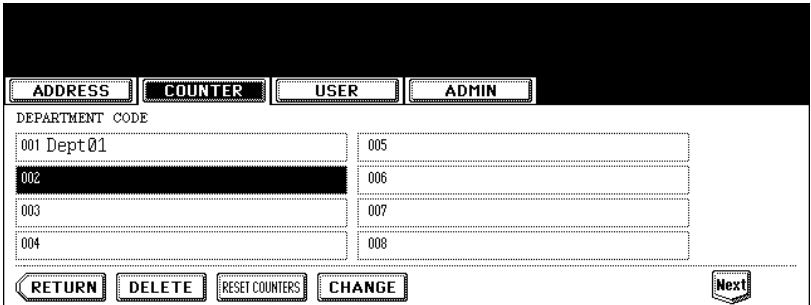 ADDRESS COUNTER USER ADMIN
DEPARTMENT CODE
001 Dept01 005
002 006
003 007
004 008
RETURN DELETE RESET COUNTERS CHANGE Next